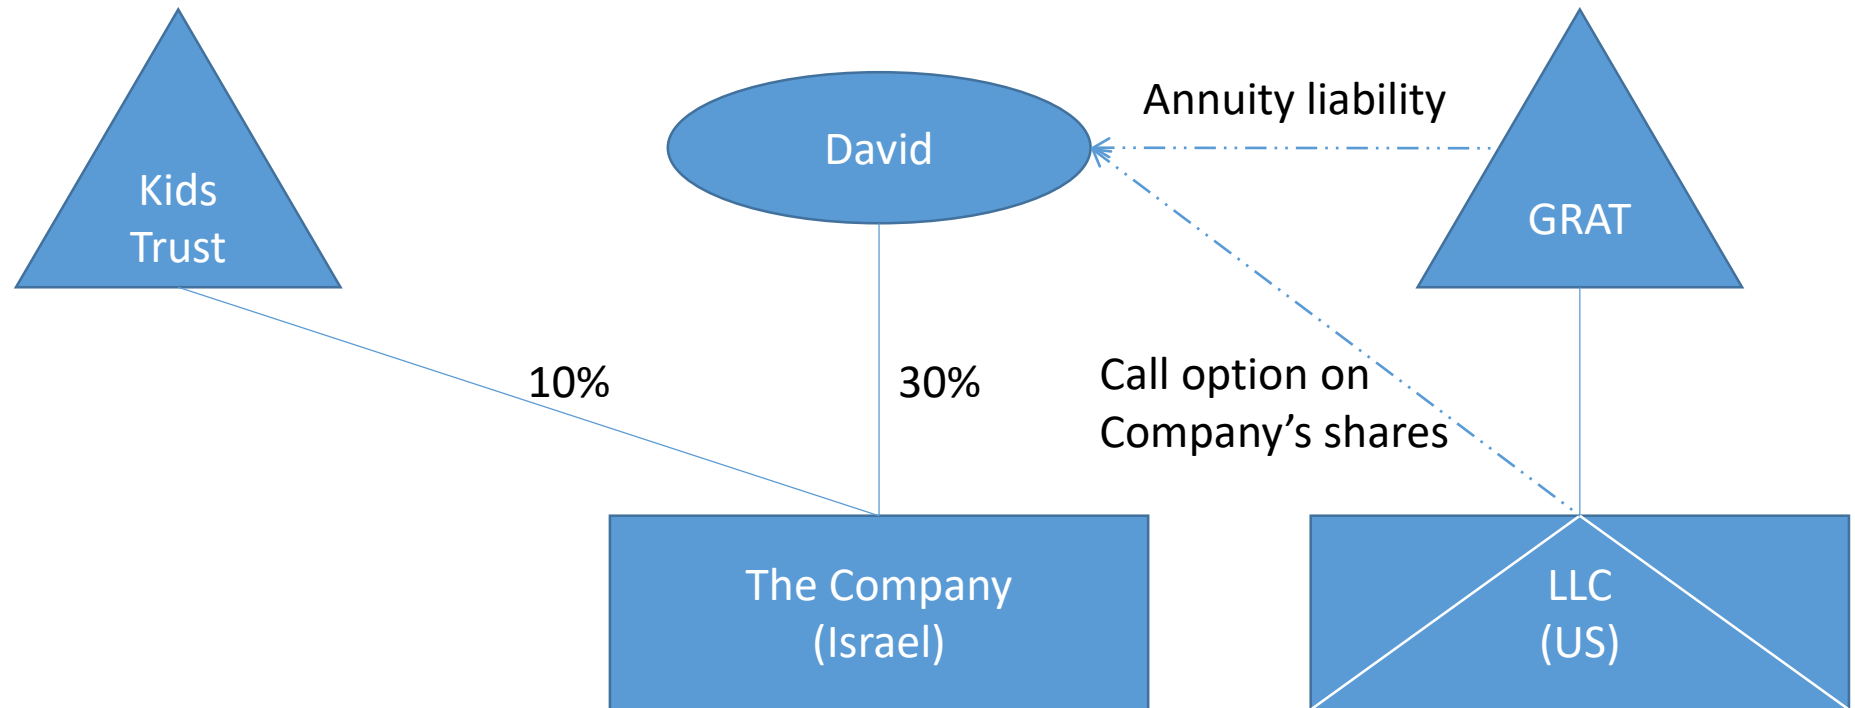 Kids
Trust
David
Annuity liability
GRAT
10%
30%
Call option on
Company's shares
The Company
(Israel)
LLC
(US)